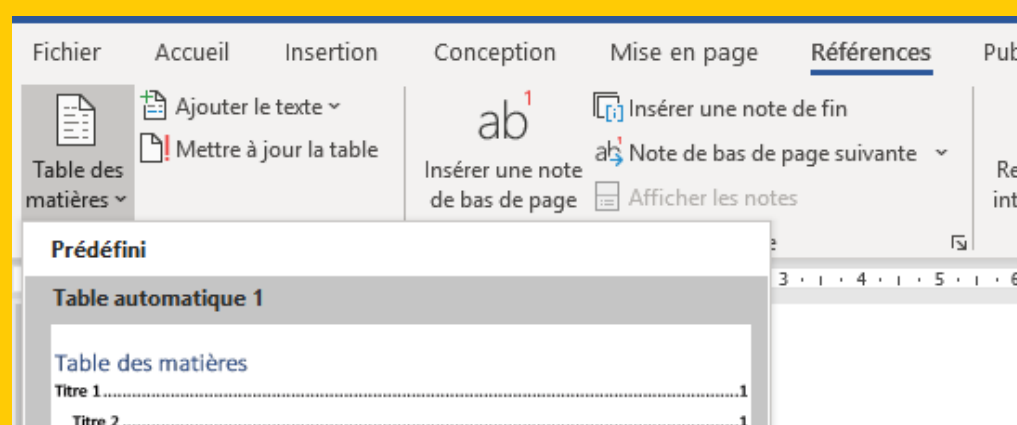 Fichier Accueil Insertion Conception Mise en page Références
Ajouter le texte
Insérer une note de fin
Mettre à jour la table
ab1
Note de bas de page suivante
Table des
matières
Insérer une note
de bas de page
Afficher les notes
Prédéfini
3 4 5 6
Table automatique 1
Table des matières
Titre 1 1
Titre 2 1